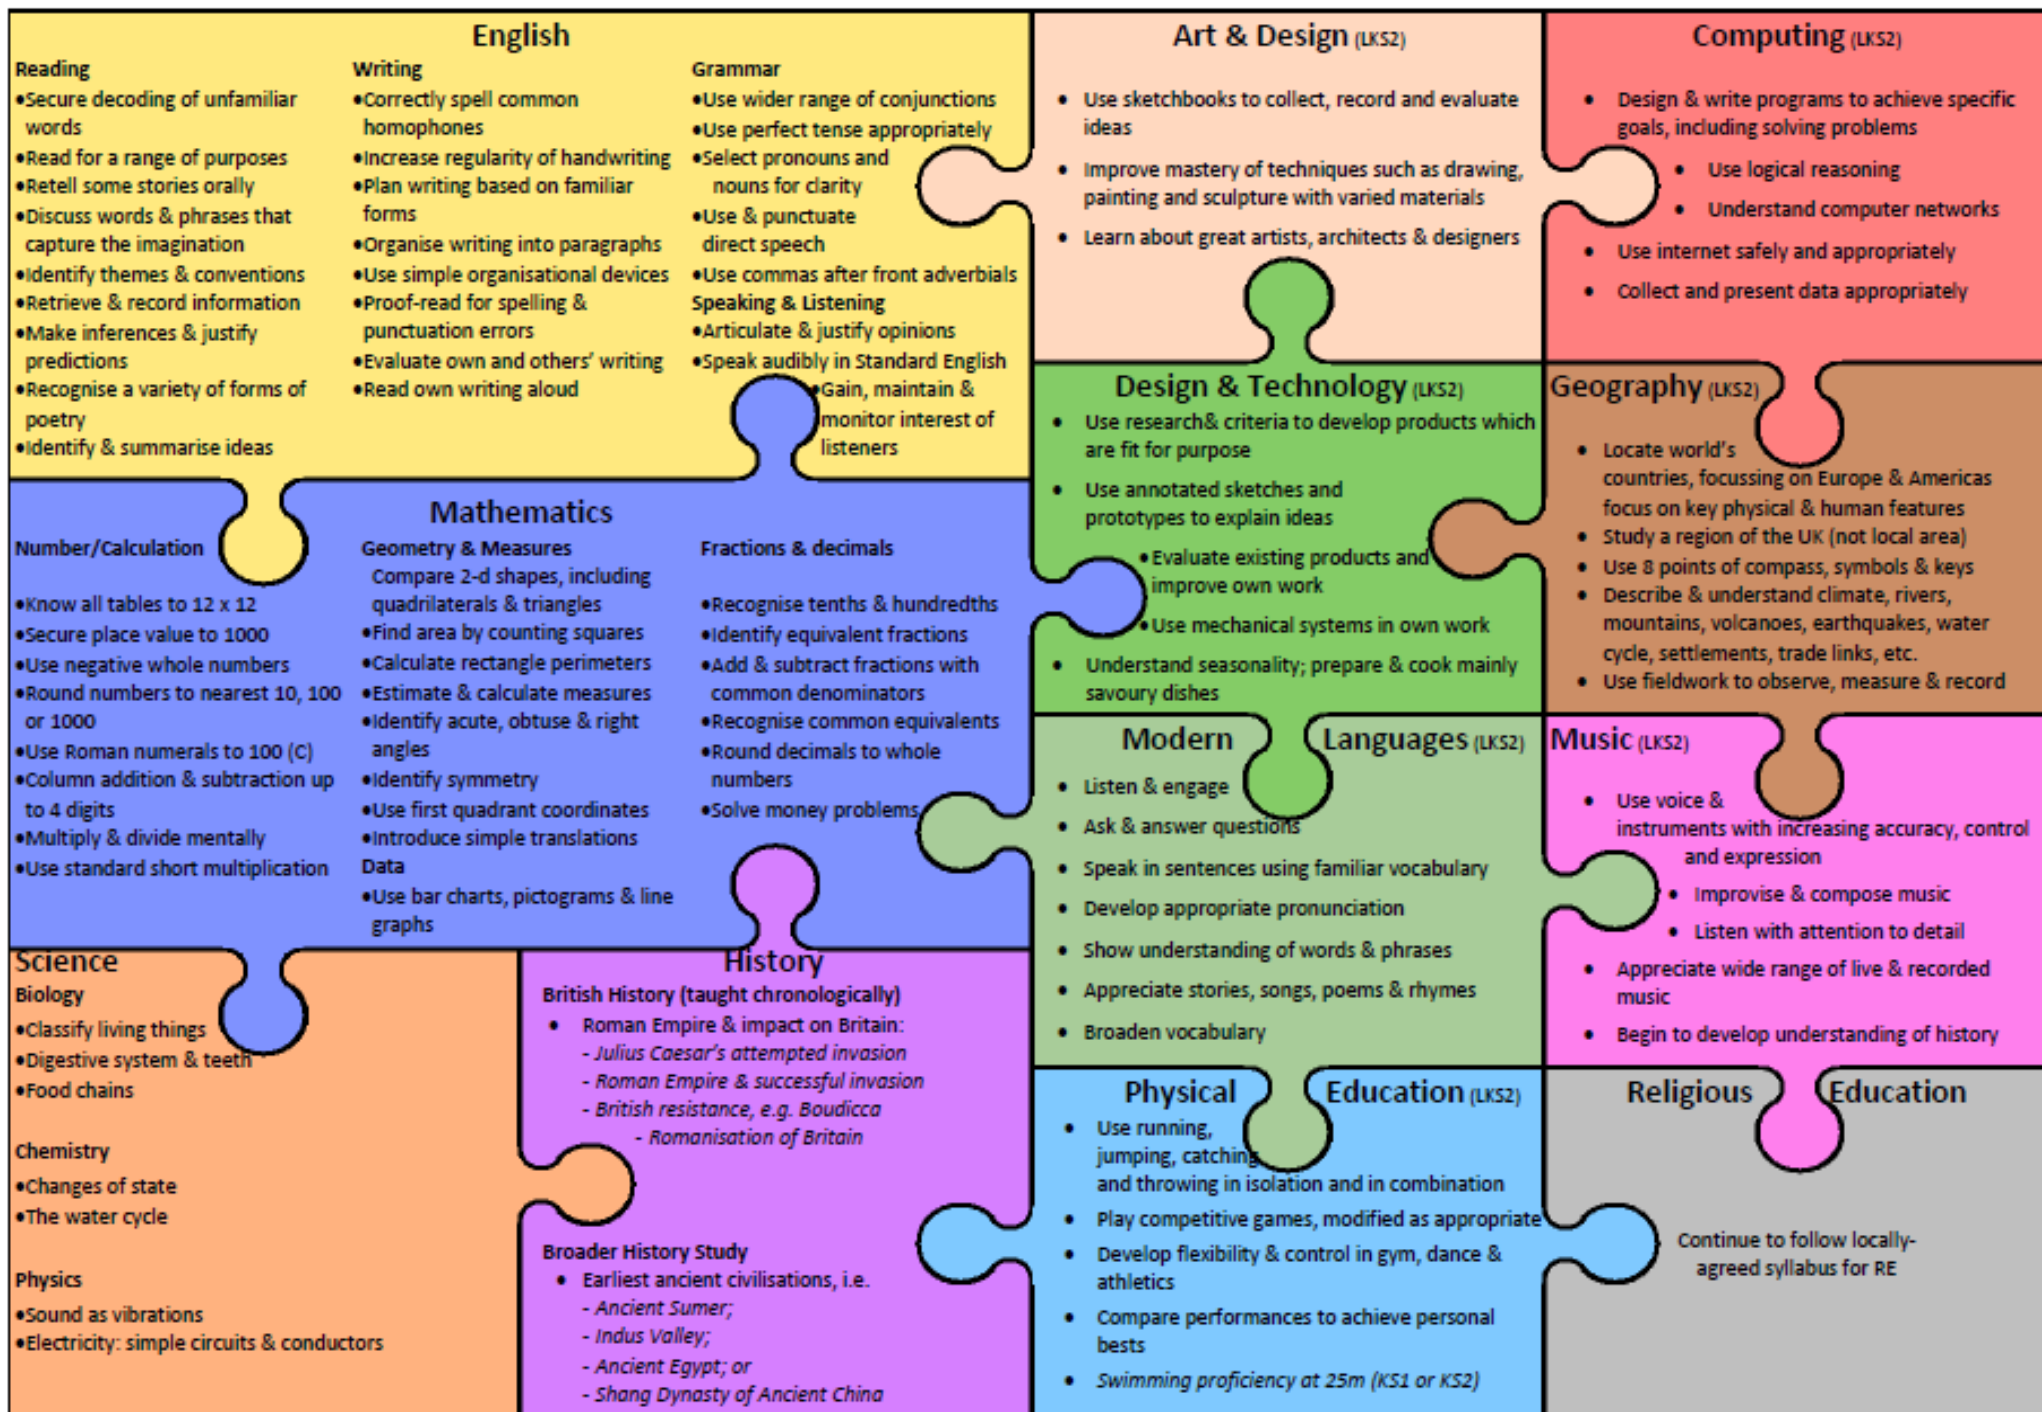 English
Reading
•Secure decoding of unfamiliar
words
•Read for a range of purposes
•Retell some stories orally
•Discuss words & phrases that
capture the imagination
•Identify themes & conventions
•Retrieve & record information
•Make inferences & justify
predictions
•Recognise a variety of forms of
poetry
•Identify & summarise ideas
Writing
•Correctly spell common
homophones
•Increase regularity of handwriting
•Plan writing based on familiar
forms
•Organise writing into paragraphs
•Use simple organisational devices
•Proof-read for spelling &
punctuation errors
•Evaluate own and others' writing
•Read own writing aloud
Grammar
•Use wider range of conjunctions
•Use perfect tense appropriately
•Select pronouns and
nouns for clarity
•Use & punctuate
direct speech
•Use commas after front adverbials
Speaking & Listening
•Articulate & justify opinions
•Speak audibly in Standard English
•Gain, maintain &
monitor interest of
listeners
Art & Design (LKS2)
• Use sketchbooks to collect, record and evaluate
ideas
• Improve mastery of techniques such as drawing,
painting and sculpture with varied materials
• Learn about great artists, architects & designers
Computing (LKS2)
• Design & write programs to achieve specific
goals, including solving problems
• Use logical reasoning
• Understand computer networks
• Use internet safely and appropriately
• Collect and present data appropriately
Design & Technology (LKS2)
• Use research& criteria to develop products which
are fit for purpose
• Use annotated sketches and
prototypes to explain ideas
•Evaluate existing products and
improve own work
•Use mechanical systems in own work
• Understand seasonality; prepare & cook mainly
savoury dishes
Geography (LKS2)
• Locate world's
countries, focussing on Europe & Americas
focus on key physical & human features
• Study a region of the UK (not local area)
• Use 8 points of compass, symbols & keys
• Describe & understand climate, rivers,
mountains, volcanoes, earthquakes, water
cycle, settlements, trade links, etc.
• Use fieldwork to observe, measure & record
Mathematics
Number/Calculation
•Know all tables to 12 x 12
•Secure place value to 1000
•Use negative whole numbers
•Round numbers to nearest 10, 100
or 1000
•Use Roman numerals to 100 (C)
•Column addition & subtraction up
to 4 digits
•Multiply & divide mentally
•Use standard short multiplication
Geometry & Measures
Compare 2-d shapes, including
quadrilaterals & triangles
•Find area by counting squares
•Calculate rectangle perimeters
•Estimate & calculate measures
•Identify acute, obtuse & right
angles
•Identify symmetry
•Use first quadrant coordinates
•Introduce simple translations
Data
•Use bar charts, pictograms & line
graphs
Fractions & decimals
•Recognise tenths & hundredths
•Identify equivalent fractions
•Add & subtract fractions with
common denominators
•Recognise common equivalents
•Round decimals to whole
numbers
•Solve money problems
Modern Languages (LKS2)
• Listen & engage
• Ask & answer questions
• Speak in sentences using familiar vocabulary
• Develop appropriate pronunciation
• Show understanding of words & phrases
• Appreciate stories, songs, poems & rhymes
• Broaden vocabulary
Music (LKS2)
• Use voice &
instruments with increasing accuracy, control
and expression
• Improvise & compose music
• Listen with attention to detail
• Appreciate wide range of live & recorded
music
• Begin to develop understanding of history
Science
Biology
•Classify living things
•Digestive system & teeth
•Food chains
Chemistry
•Changes of state
•The water cycle
Physics
•Sound as vibrations
•Electricity: simple circuits & conductors
History
British History (taught chronologically)
• Roman Empire & impact on Britain:
- Julius Caesar's attempted invasion
- Roman Empire & successful invasion
- British resistance, e.g. Boudicca
- Romanisation of Britain
Broader History Study
• Earliest ancient civilisations, i.e.
- Ancient Sumer;
- Indus Valley;
- Ancient Egypt; or
- Shang Dynasty of Ancient China
Physical Education (LKS2)
• Use running,
jumping, catching
and throwing in isolation and in combination
• Play competitive games, modified as appropriate
• Develop flexibility & control in gym, dance &
athletics
• Compare performances to achieve personal
bests
• Swimming proficiency at 25m (KS1 or KS2)
Religious Education
Continue to follow locally-
agreed syllabus for RE